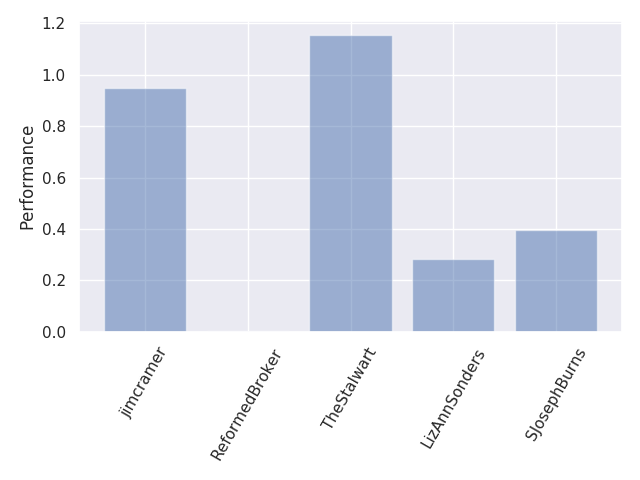 1.2
1.0
0.8
0.6
0.4
0.2
0.0
Performance
jimcramer
ReformedBroker
TheStalwart
LizAnnSonders
SJosephBurns